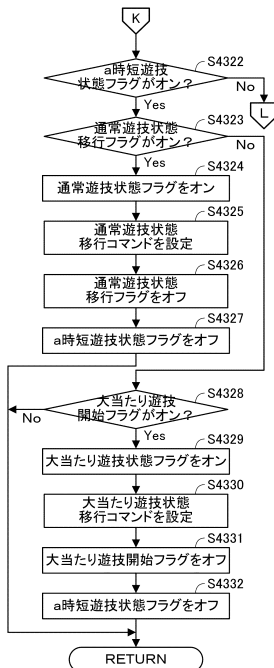 K
S4322
a時短遊技
状態フラグがオン?
No
L
Yes
S4323
通常遊技状態
移行フラグがオン?
No
Yes
S4324
通常遊技状態フラグをオン
S4325
通常遊技状態
移行コマンドを設定
S4326
通常遊技状態
移行フラグをオフ
S4327
a時短遊技状態フラグをオフ
S4328
大当たり遊技
開始フラグがオン?
No
Yes
S4329
大当たり遊技状態フラグをオン
S4330
大当たり遊技状態
移行コマンドを設定
S4331
大当たり遊技開始フラグをオフ
S4332
a時短遊技状態フラグをオフ
RETURN